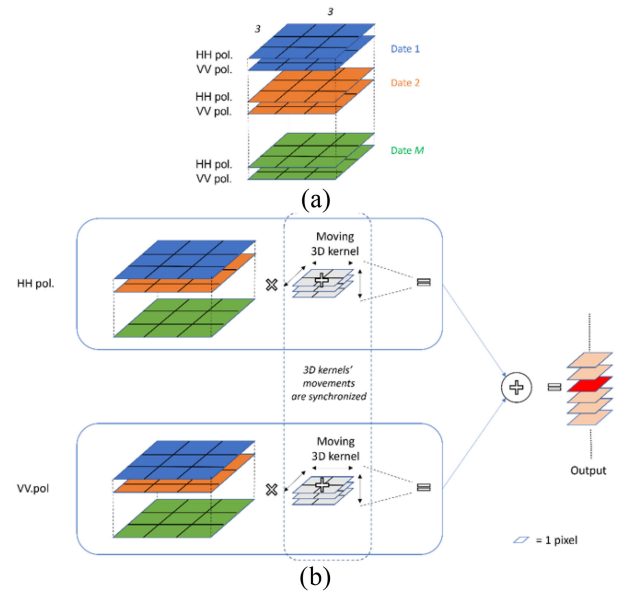 3
3
HH pol.
VV pol.
Date 1
HH pol.
VV pol.
Date 2
HH pol.
VV pol.
Date M
(a)
HH pol.
Moving
3D kernel
3D kernels'
movements
are synchronized
VV.pol
Moving
3D kernel
Output
= 1 pixel
(b)